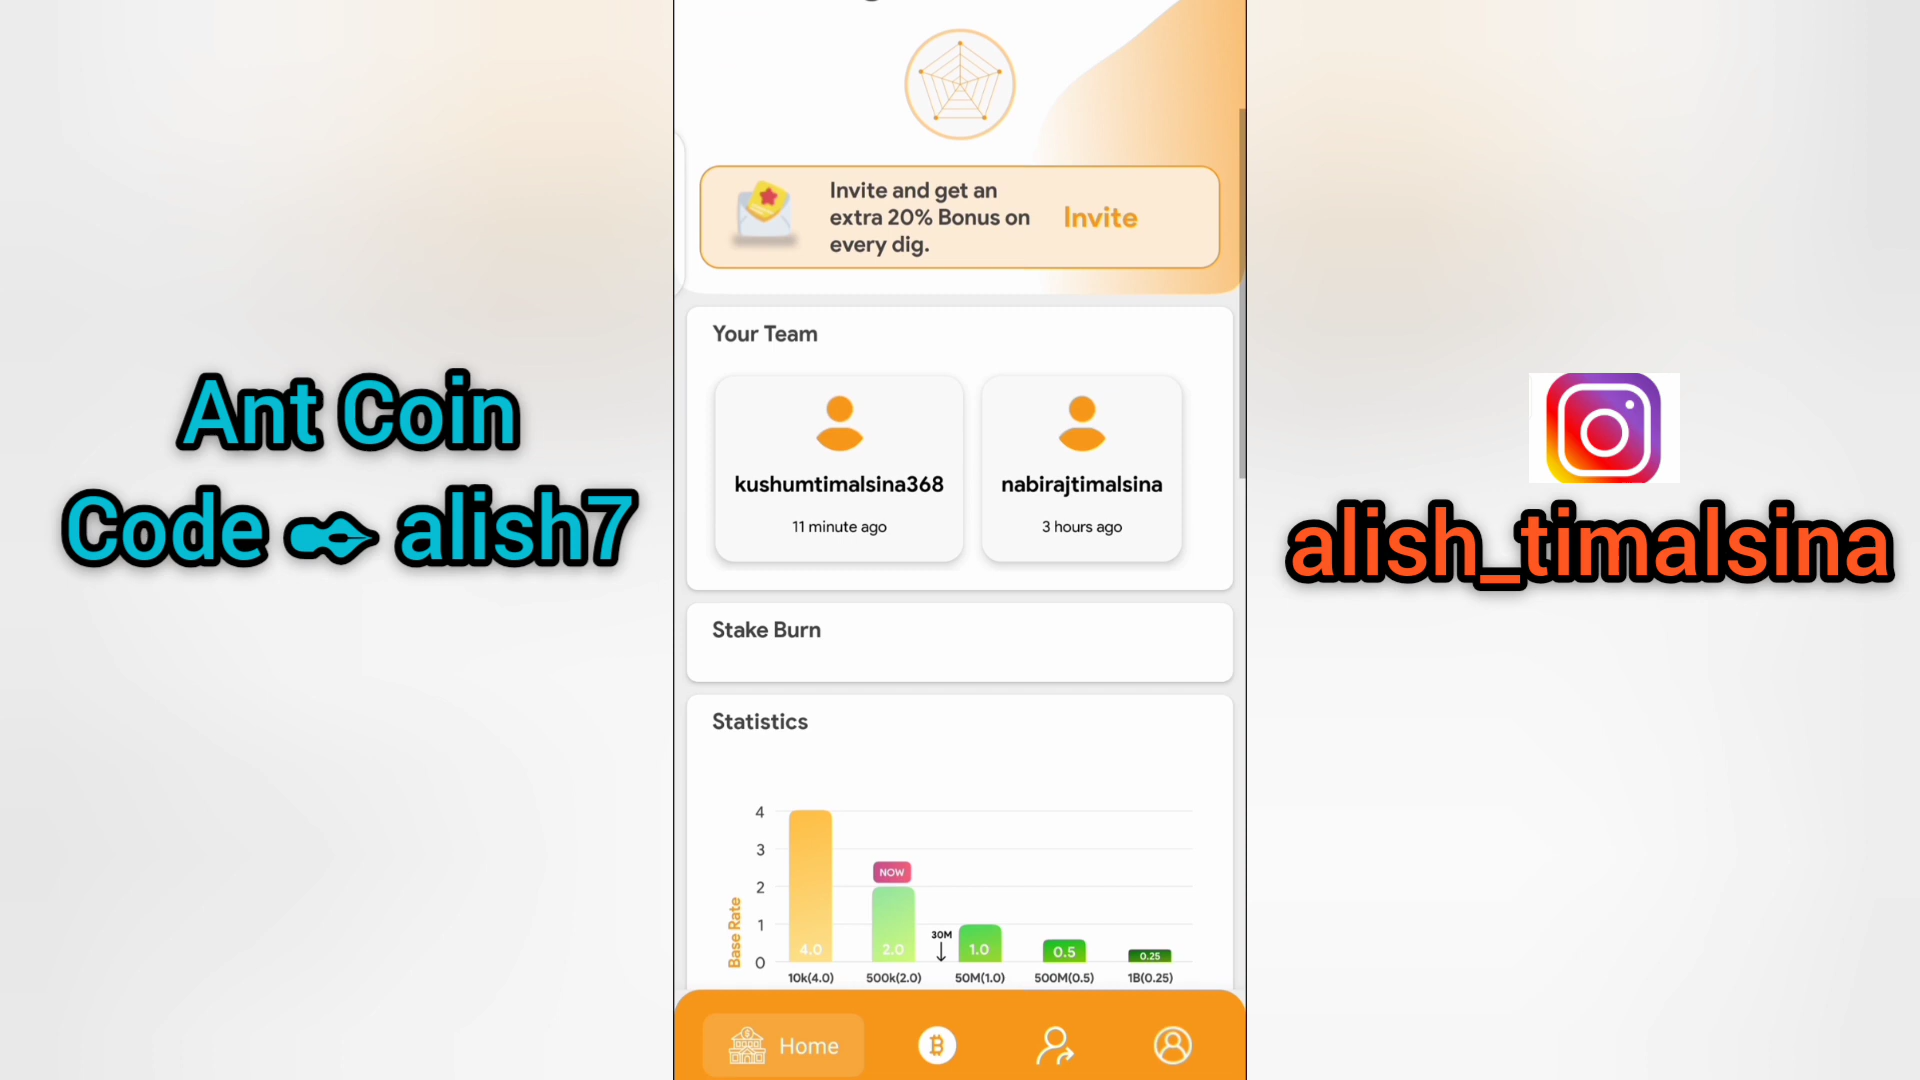 Ant Coin
Code ✒ alish7
Invite and get an
extra 20% Bonus on
every dig.
Invite
Your Team
kushumtimalsina368
11 minute ago
nabirajtimalsina
3 hours ago
Stake Burn
Statistics
4
3
2
1
0
Base Rate
NOW
30M
4.0
2.0
1.0
0.5
0.25
10k(4.0)
500k(2.0)
50M(1.0)
500M(0.5)
1B(0.25)
Home
alish_timalsina